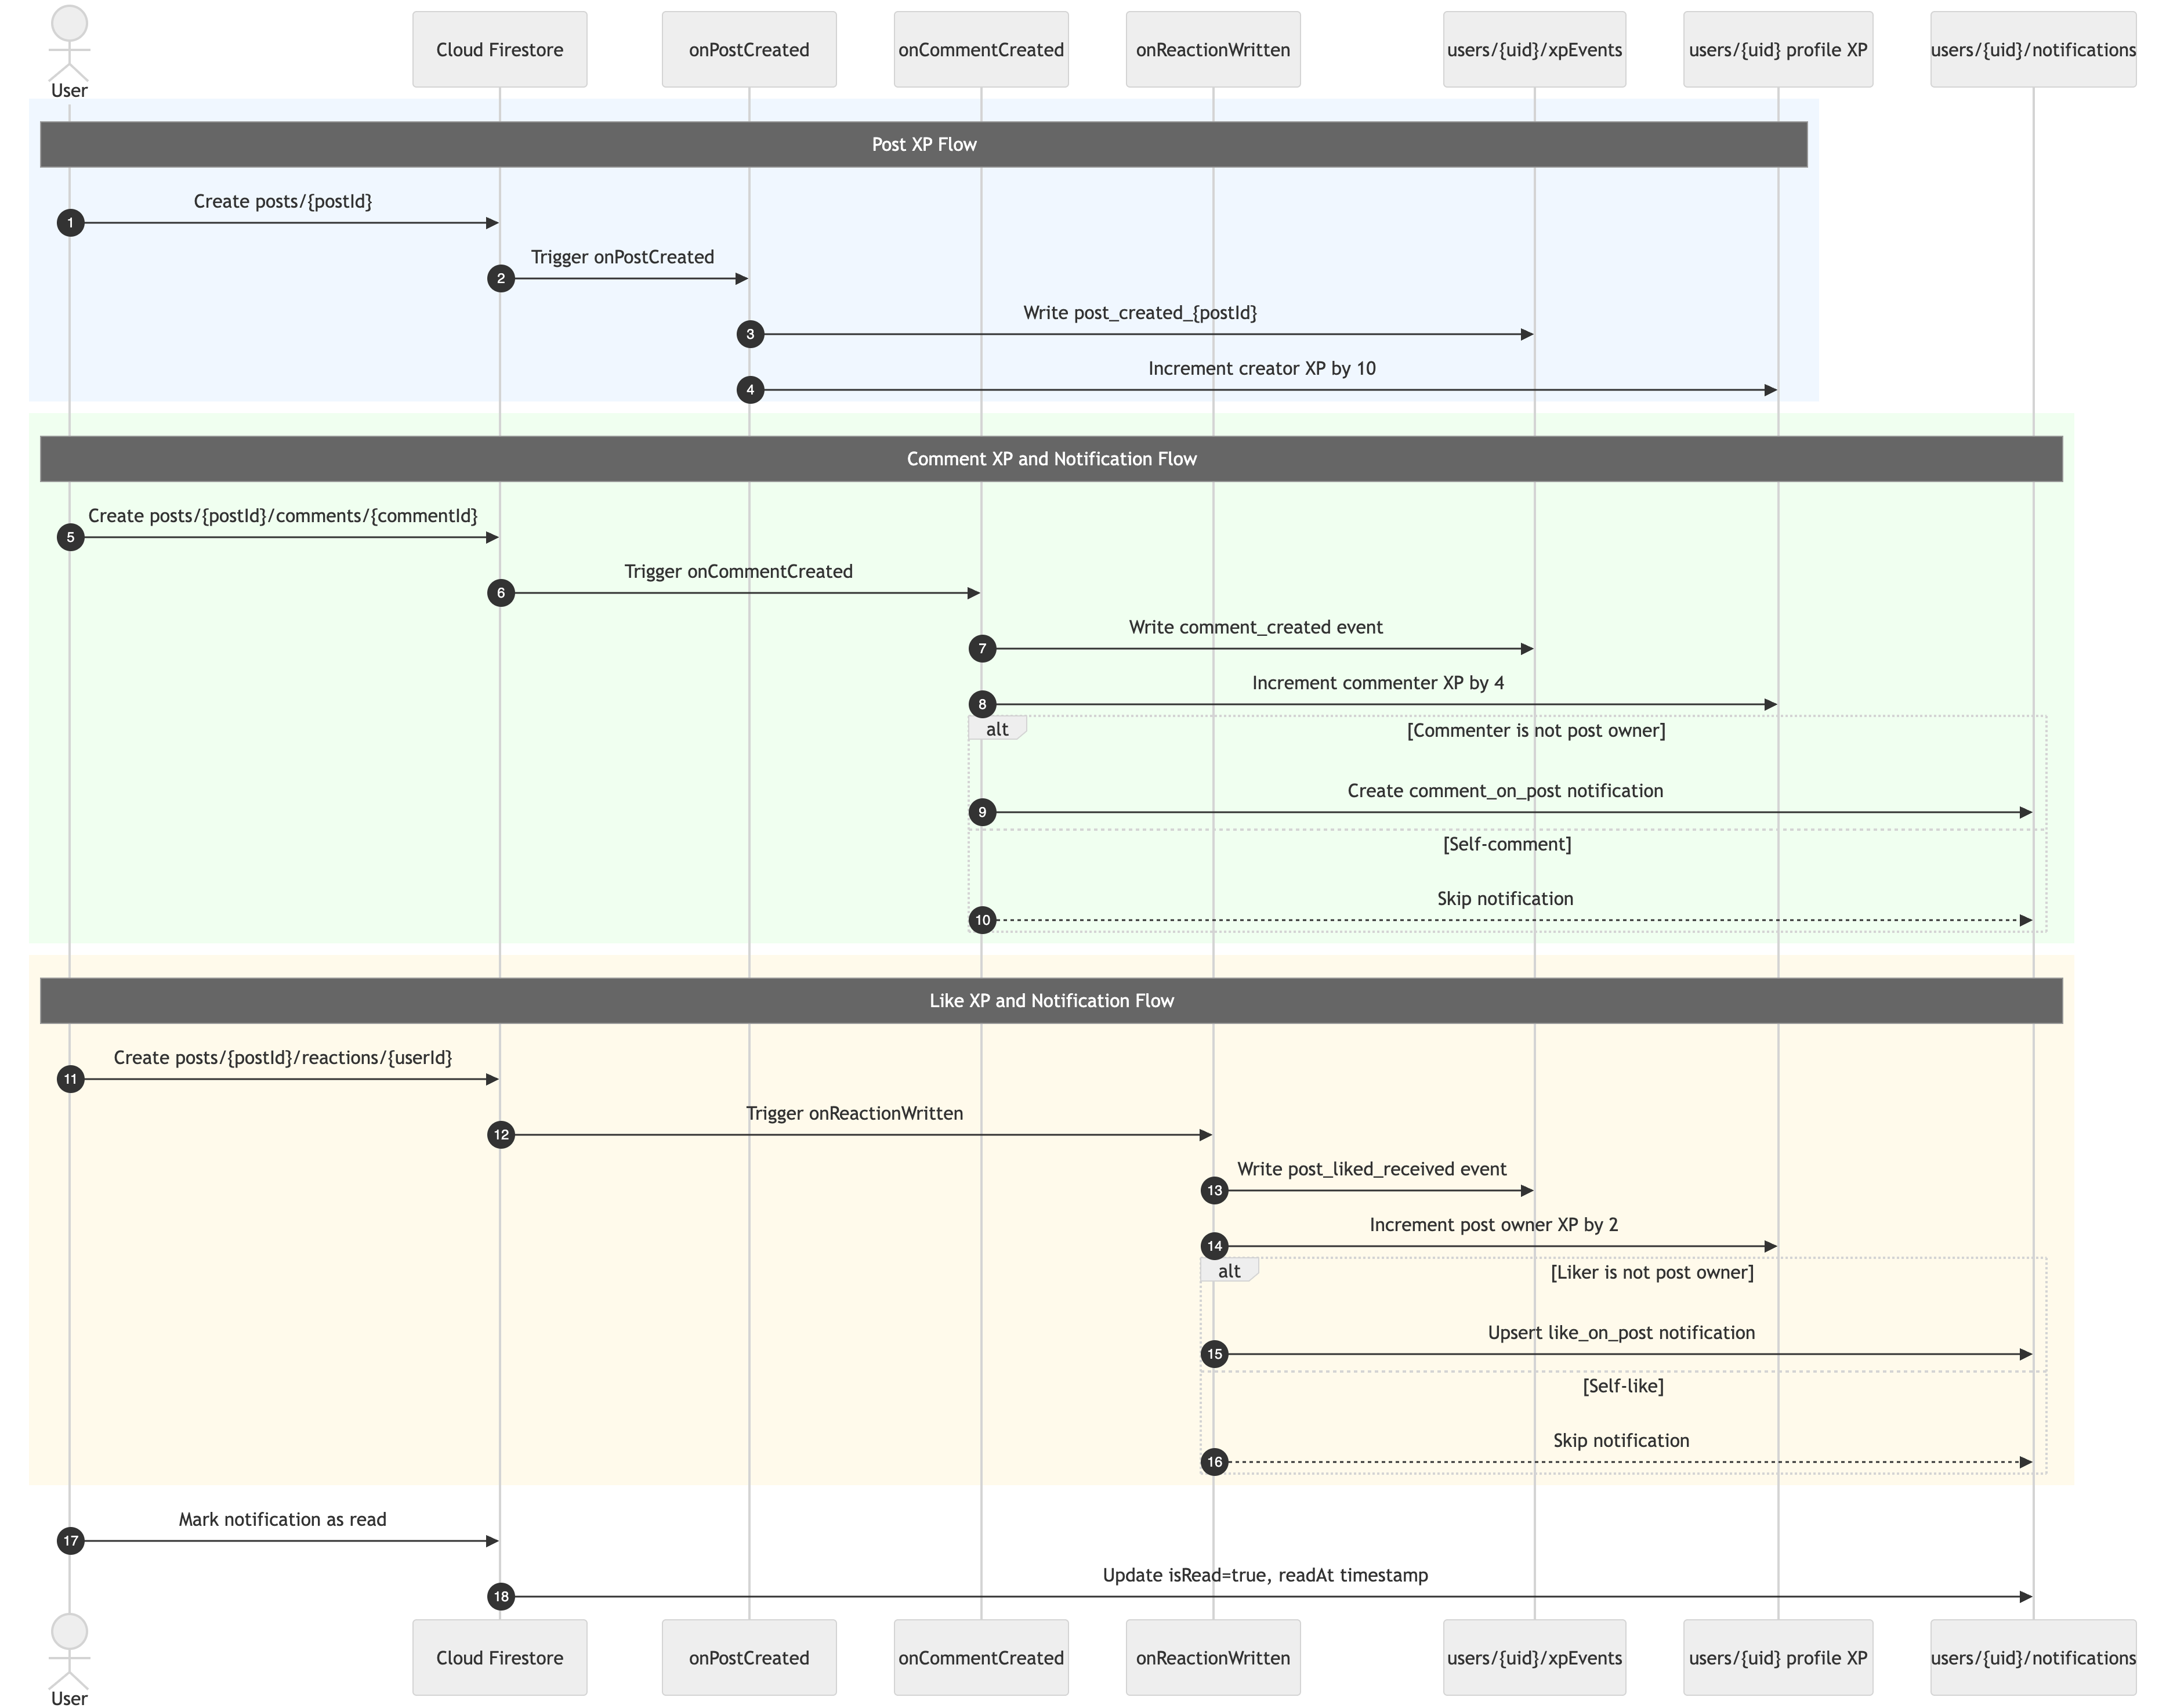 User
Cloud Firestore
onPostCreated
onCommentCreated
onReactionWritten
users/{uid}/xpEvents
users/{uid} profile XP
users/{uid}/notifications
Post XP Flow
Create posts/{postId}
1
Trigger onPostCreated
2
Write post_created_{postId}
3
Increment creator XP by 10
4
Comment XP and Notification Flow
Create posts/{postId}/comments/{commentId}
5
Trigger onCommentCreated
6
Write comment_created event
7
Increment commenter XP by 4
8
alt
[Commenter is not post owner]
Create comment_on_post notification
9
[Self-comment]
Skip notification
10
Like XP and Notification Flow
Create posts/{postId}/reactions/{userId}
11
Trigger onReactionWritten
12
Write post_liked_received event
13
Increment post owner XP by 2
14
alt
[Liker is not post owner]
Upsert like_on_post notification
15
[Self-like]
Skip notification
16
Mark notification as read
17
Update isRead=true, readAt timestamp
18
User
Cloud Firestore
onPostCreated
onCommentCreated
onReactionWritten
users/{uid}/xpEvents
users/{uid} profile XP
users/{uid}/notifications